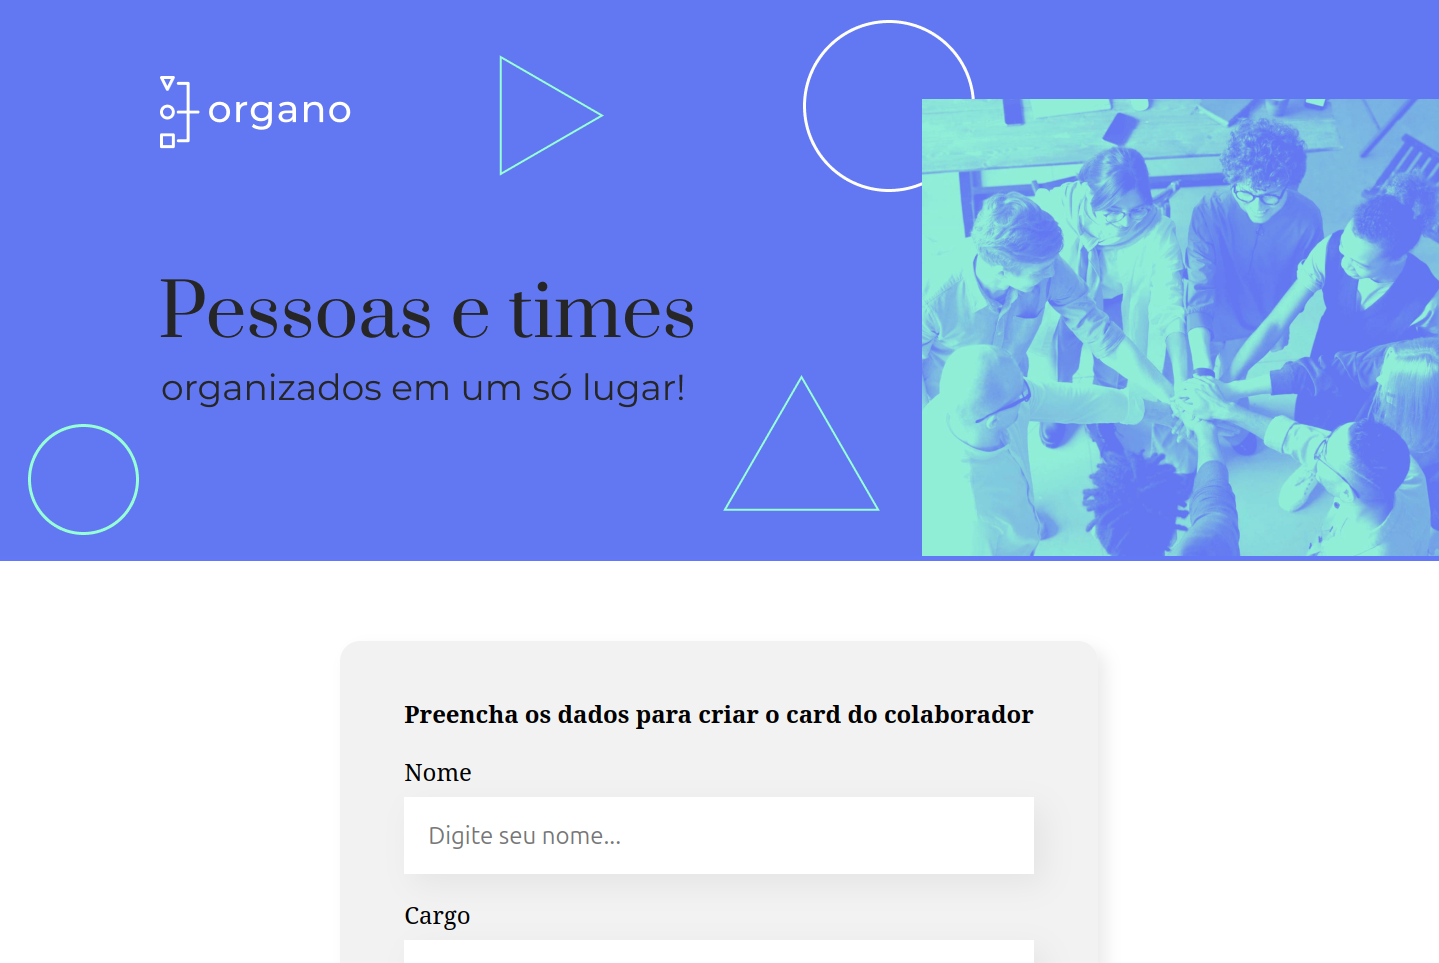 organo
Pessoas e times
organizados em um só lugar!
Preencha os dados para criar o card do colaborador
Nome
Digite seu nome...
Cargo